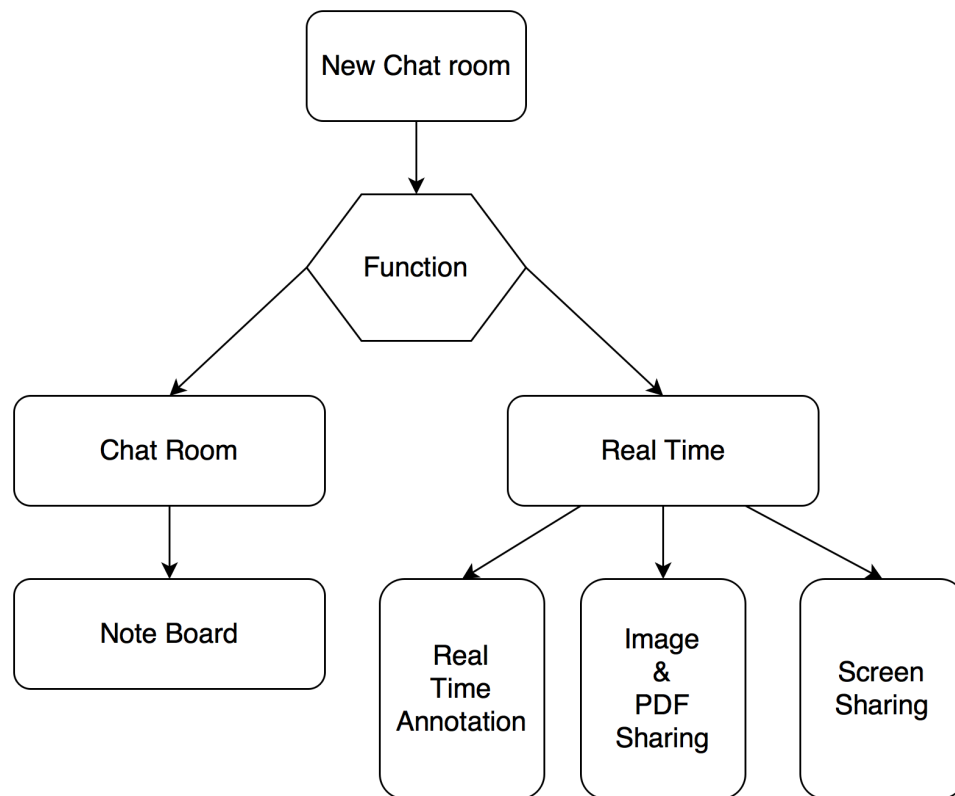 New Chat room
Function
Chat Room
Real Time
Note Board
Real
Time
Annotation
Image
&
PDF
Sharing
Screen
Sharing